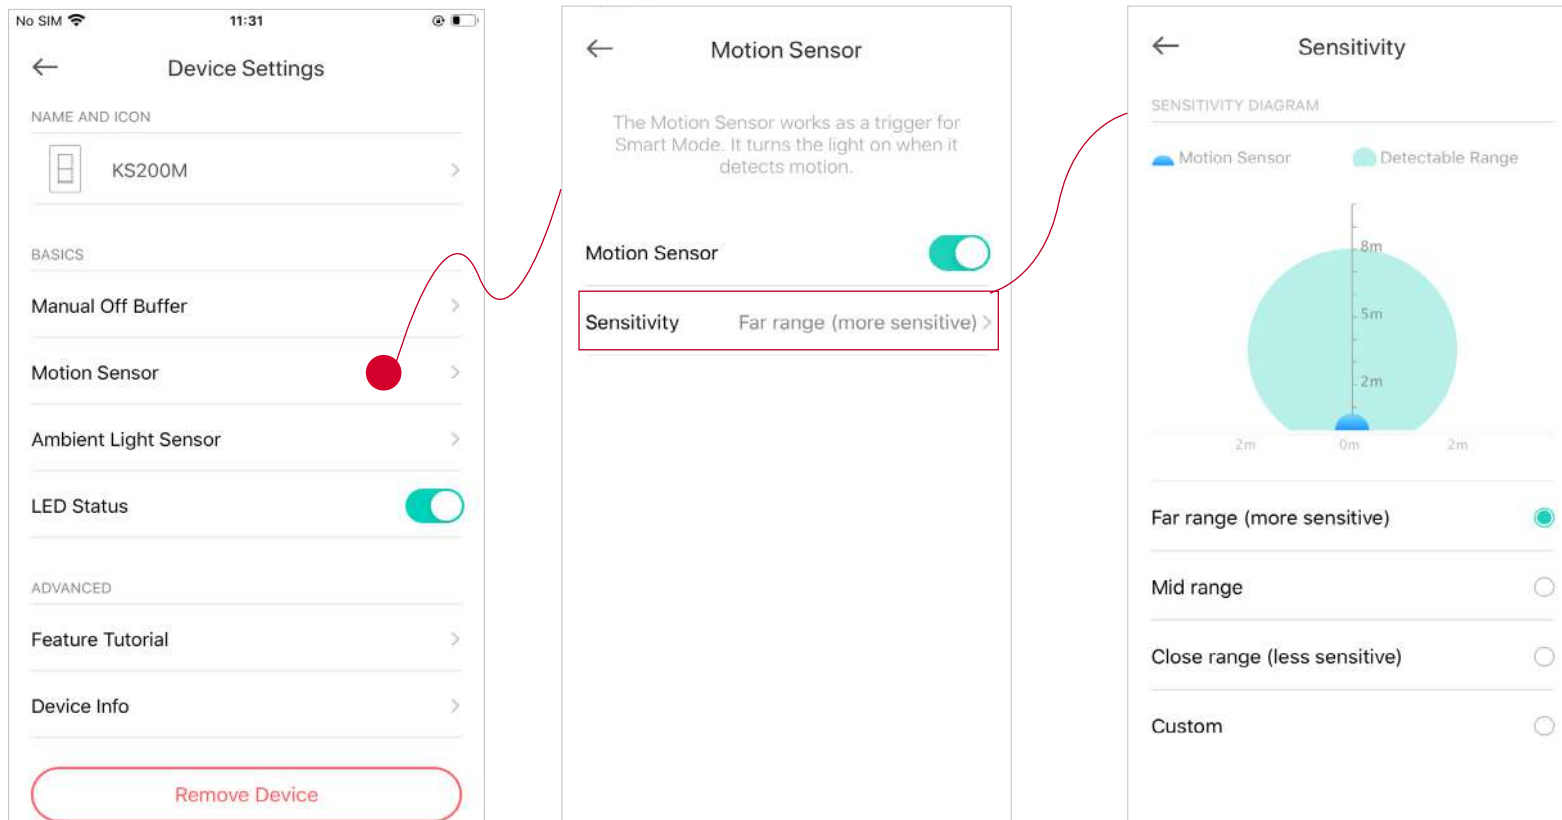 No SIM
11:31
Device Settings
NAME AND ICON
KS200M
BASICS
Manual Off Buffer
Motion Sensor
Ambient Light Sensor
LED Status
ADVANCED
Feature Tutorial
Device Info
Remove Device
Motion Sensor
The Motion Sensor works as a trigger for
Smart Mode. It turns the light on when it
detects motion.
Motion Sensor
Sensitivity Far range (more sensitive)
Sensitivity
SENSITIVITY DIAGRAM
Motion Sensor Detectable Range
8m
5m
2m
2m 0m 2m
Far range (more sensitive)
Mid range
Close range (less sensitive)
Custom